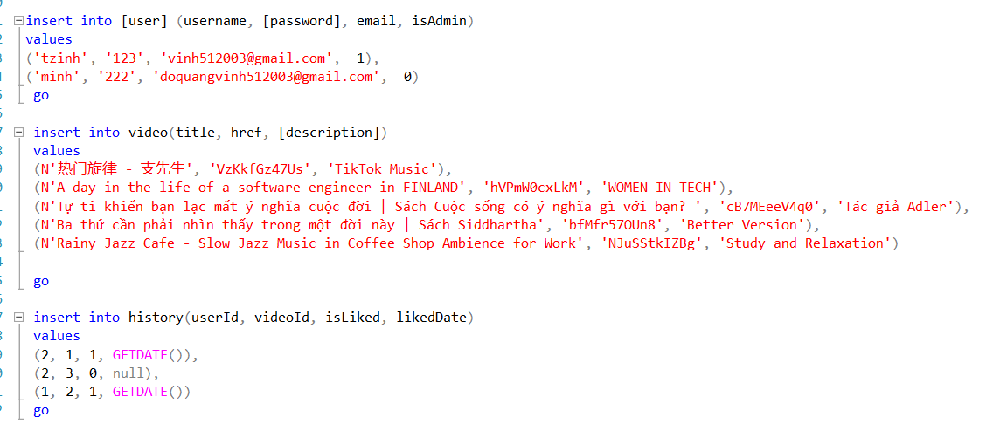 insert into [user] (username, [password], email, isAdmin)
values
('tzinh', '123', 'vinh512003@gmail.com',  1),
('minh', '222', 'doquangvinh512003@gmail.com',  0)
go
insert into video(title, href, [description])
values
(N'热门旋律 - 支先生', 'VzKkfGz47Us', 'TikTok Music'),
(N'A day in the life of a software engineer in FINLAND', 'hVPmW0cxLkM', 'WOMEN IN TECH'),
(N'Tự ti khiến bạn lạc mất ý nghĩa cuộc đời | Sách Cuộc sống có ý nghĩa gì với bạn? ', 'cB7MEeeV4q0', 'Tác giả Adler'),
(N'Ba thứ cần phải nhìn thấy trong một đời này | Sách Siddhartha', 'bfMfr57OUn8', 'Better Version'),
(N'Rainy Jazz Cafe - Slow Jazz Music in Coffee Shop Ambience for Work', 'NJuSStkIZBg', 'Study and Relaxation')
go
insert into history(userId, videoId, isLiked, likedDate)
values
(2, 1, 1, GETDATE()),
(2, 3, 0, null),
(1, 2, 1, GETDATE())
go